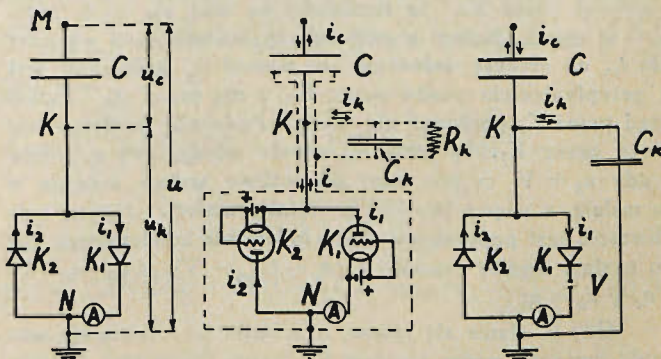 M
C
u_c
K
u
u_k
i_2
i_1
K_2
K_1
N
A
i_c
C
i_k
K
R_k
C_k
i
+
i_1
K_2
K_1
i_2
N
A
+
i_c
C
i_k
K
C_k
i_2
i_1
K_2
K_1
V
A